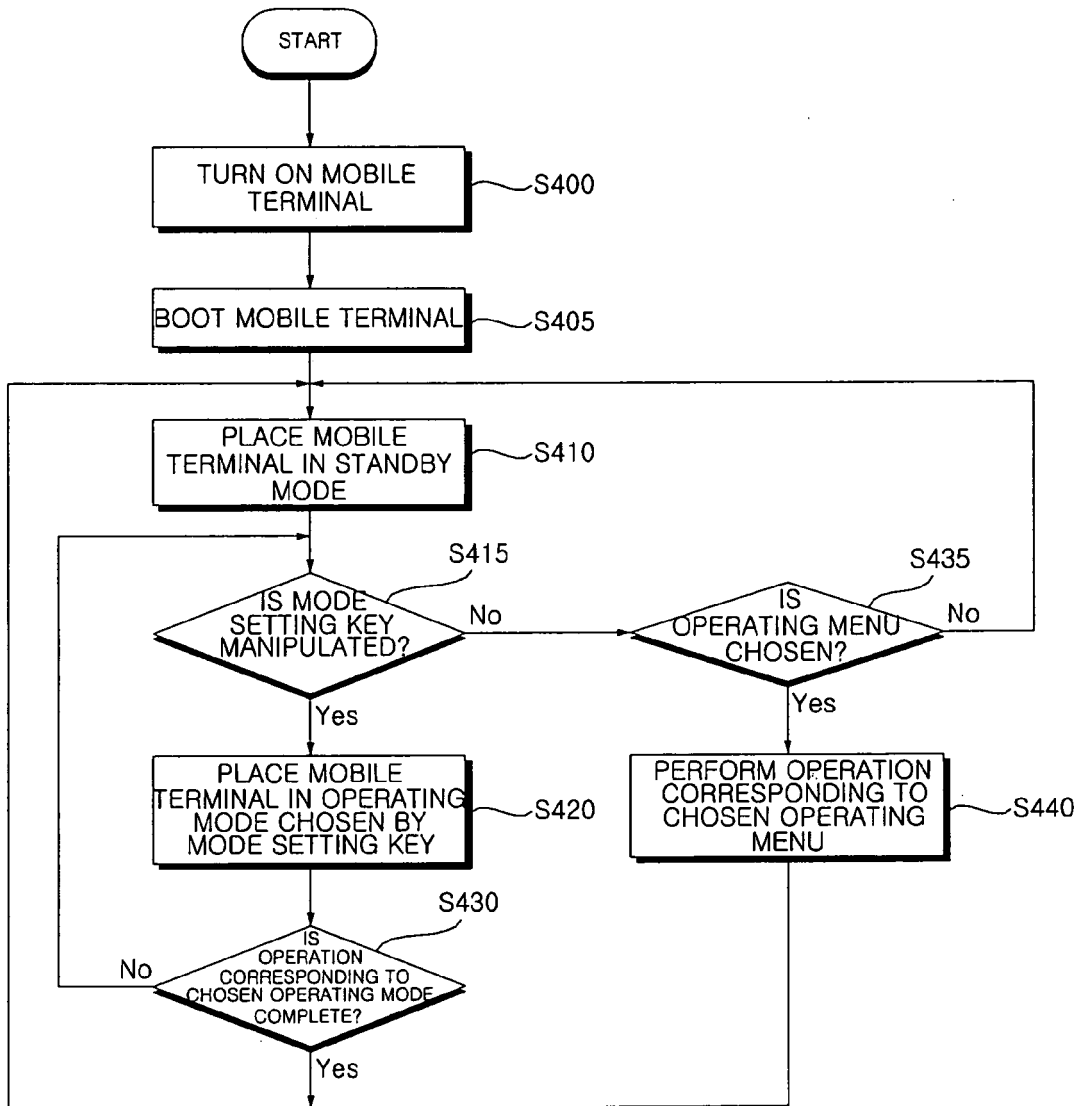 START
TURN ON MOBILE
TERMINAL
S400
BOOT MOBILE TERMINAL
S405
PLACE MOBILE
TERMINAL IN STANDBY
MODE
S410
S415
IS MODE
SETTING KEY
MANIPULATED?
No
Yes
S435
IS
OPERATING MENU
CHOSEN?
No
Yes
PLACE MOBILE
TERMINAL IN OPERATING
MODE CHOSEN BY
MODE SETTING KEY
S420
PERFORM OPERATION
CORRESPONDING TO
CHOSEN OPERATING
MENU
S440
S430
IS
OPERATION
CORRESPONDING TO
CHOSEN OPERATING MODE
COMPLETE?
No
Yes